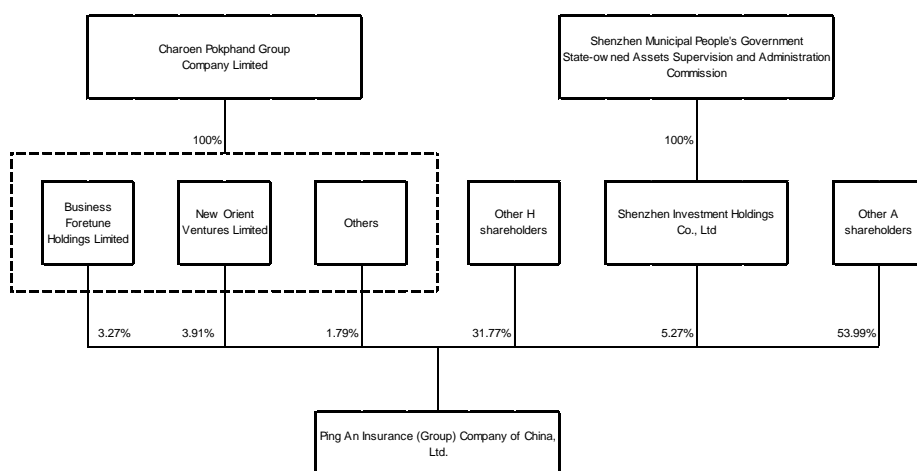 Charoen Pokphand Group
Company Limited
Shenzhen Municipal People's Government
State-owned Assets Supervision and Administration
Commission
100%
100%
Business
Foretune
Holdings Limited
New Orient
Ventures Limited
Others
Other H
shareholders
Shenzhen Investment Holdings
Co., Ltd
Other A
shareholders
3.27%
3.91%
1.79%
31.77%
5.27%
53.99%
Ping An Insurance (Group) Company of China,
Ltd.